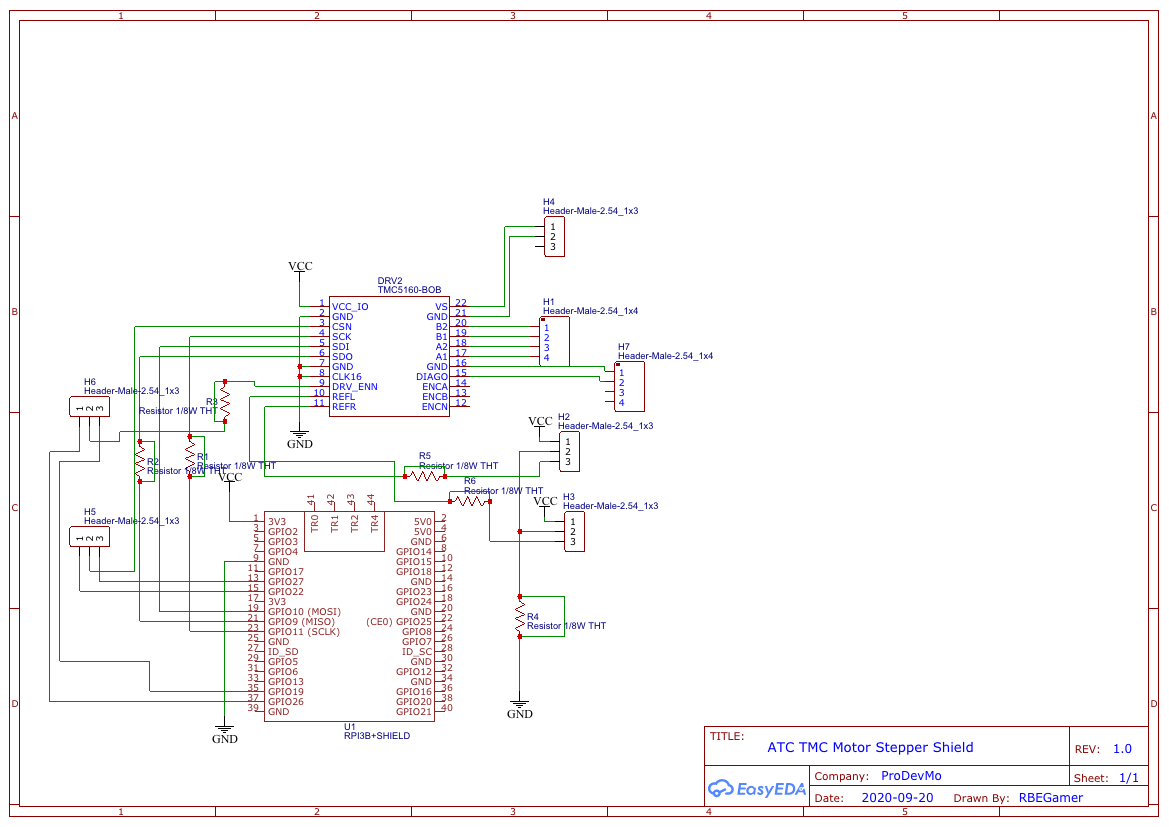 1 2 3 4 5
A A
B B
C C
D D
H4
Header-Male-2.54_1x3
1
2
3
VCC
DRV2
TMC5160-BOB
1 VCC_IO VS 22
2 GND GND 21
3 CSN B2 20
4 SCK B1 19
5 SDI A2 18
6 SDO A1 17
7 GND GND 16
8 CLK16 DIAGO 15
9 DRV_ENN ENCA 14
10 REFL ENCB 13
11 REFR ENCN 12
GND
H1
Header-Male-2.54_1x4
1
2
3
4
H7
Header-Male-2.54_1x4
1
2
3
4
H6
Header-Male-2.54_1x3
1 2 3
R3
Resistor 1/8W THT
R2
Resistor 1/8W THT
R1
Resistor 1/8W THT
VCC
H2
Header-Male-2.54_1x3
1
2
3
VCC
R5
Resistor 1/8W THT
R6
Resistor 1/8W THT
VCC
H3
Header-Male-2.54_1x3
1
2
3
H5
Header-Male-2.54_1x3
1 2 3
41 42 43 44
TR0 TR1 TR2 TR4
1 3V3 5V0 2
3 GPIO2 5V0 4
5 GPIO3 GND 6
7 GPIO4 GPIO14 8
9 GND GPIO15 10
11 GPIO17 GPIO18 12
13 GPIO27 GND 14
15 GPIO22 GPIO23 16
17 3V3 GPIO24 18
19 GPIO10 (MOSI) GND 20
21 GPIO9 (MISO) (CE0) GPIO25 22
23 GPIO11 (SCLK) GPIO8 24
25 GND GPIO7 26
27 ID_SD ID_SC 28
29 GPIO5 GND 30
31 GPIO6 GPIO12 32
33 GPIO13 GND 34
35 GPIO19 GPIO16 36
37 GPIO26 GPIO20 38
39 GND GPIO21 40
U1
RPI3B+SHIELD
GND
R4
Resistor 1/8W THT
GND
TITLE:
ATC TMC Motor Stepper Shield
REV: 1.0
EasyEDA
Company: ProDevMo
Sheet: 1/1
Date: 2020-09-20 Drawn By: RBEGamer
1 2 3 4 5